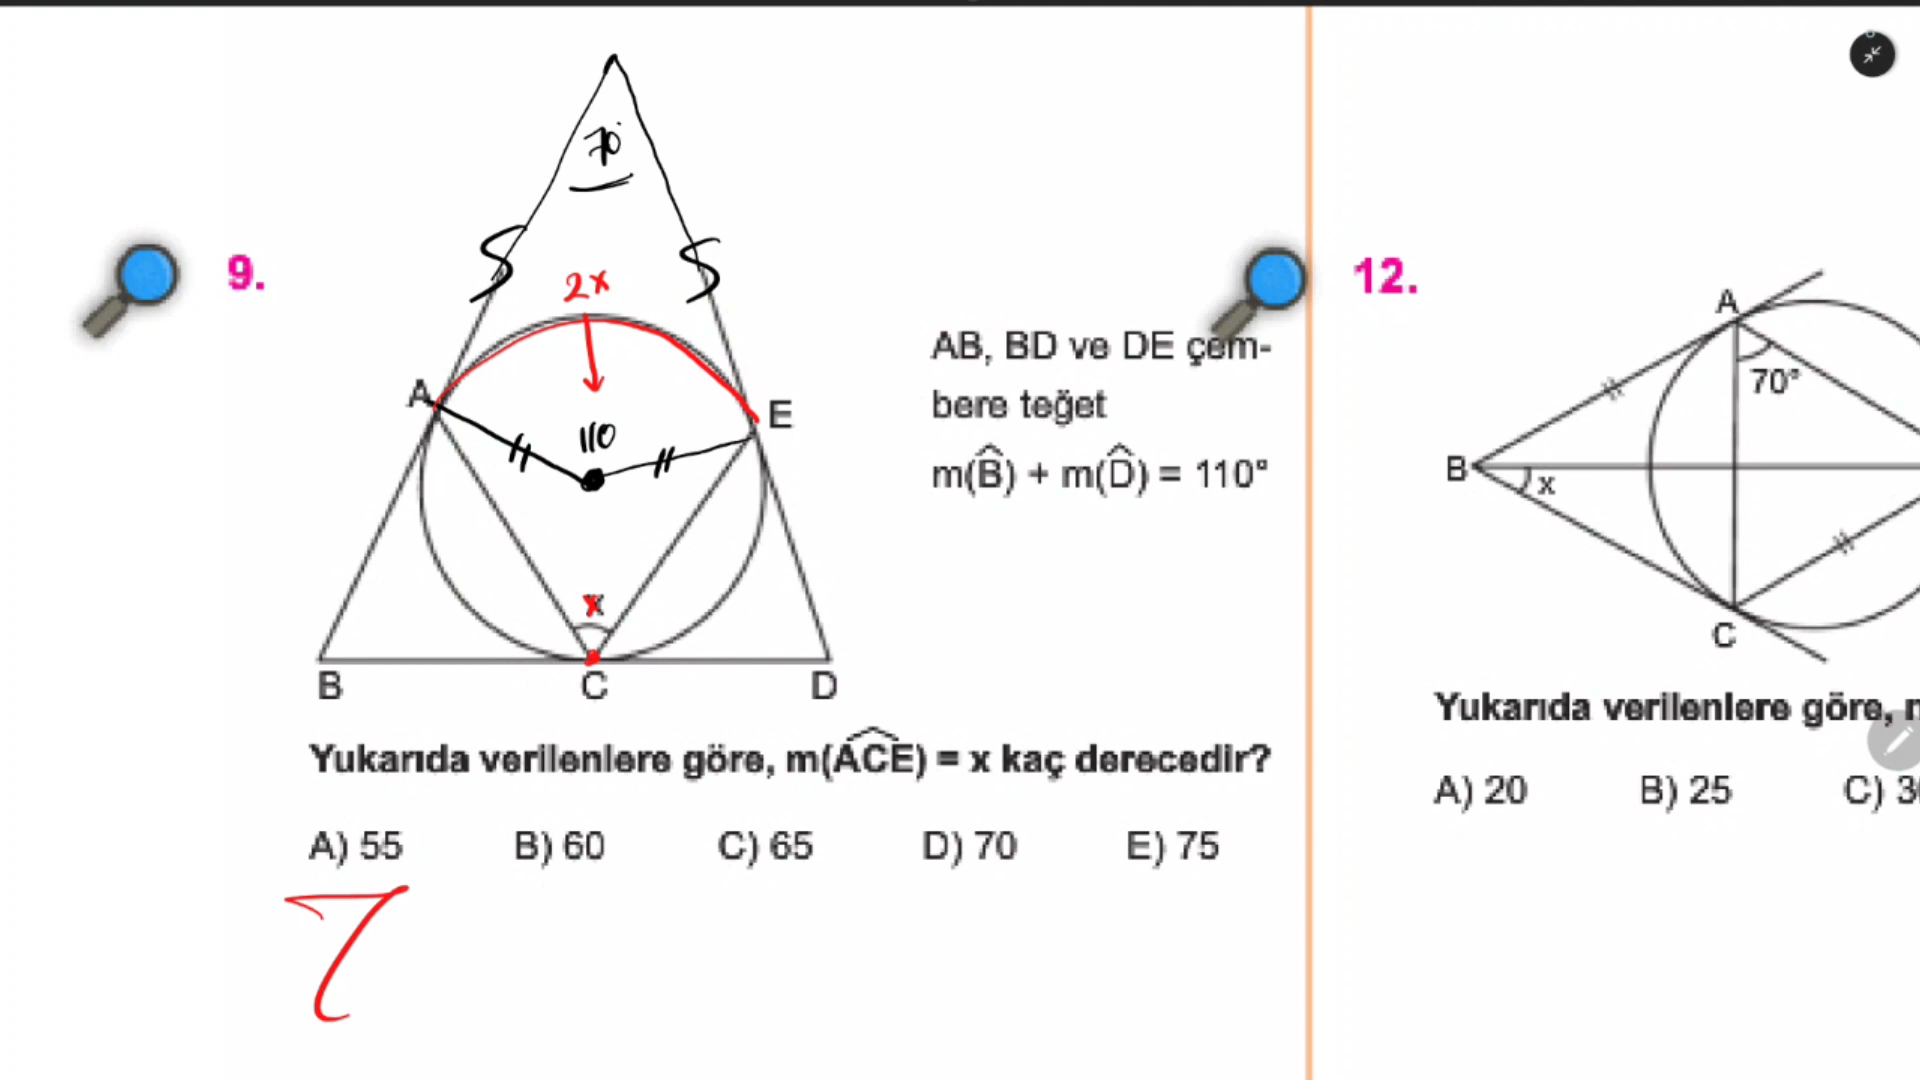 70°
9.
2x
A
E
110
x
B
C
D
AB, BD ve DE çem-
bere teğet
m(B̂) + m(D̂) = 110°
Yukarıda verilenlere göre, m(ACE) = x kaç derecedir?
A) 55 B) 60 C) 65 D) 70 E) 75
12.
A
70°
B
x
C
Yukarıda verilenlere göre,
A) 20 B) 25 C) 3